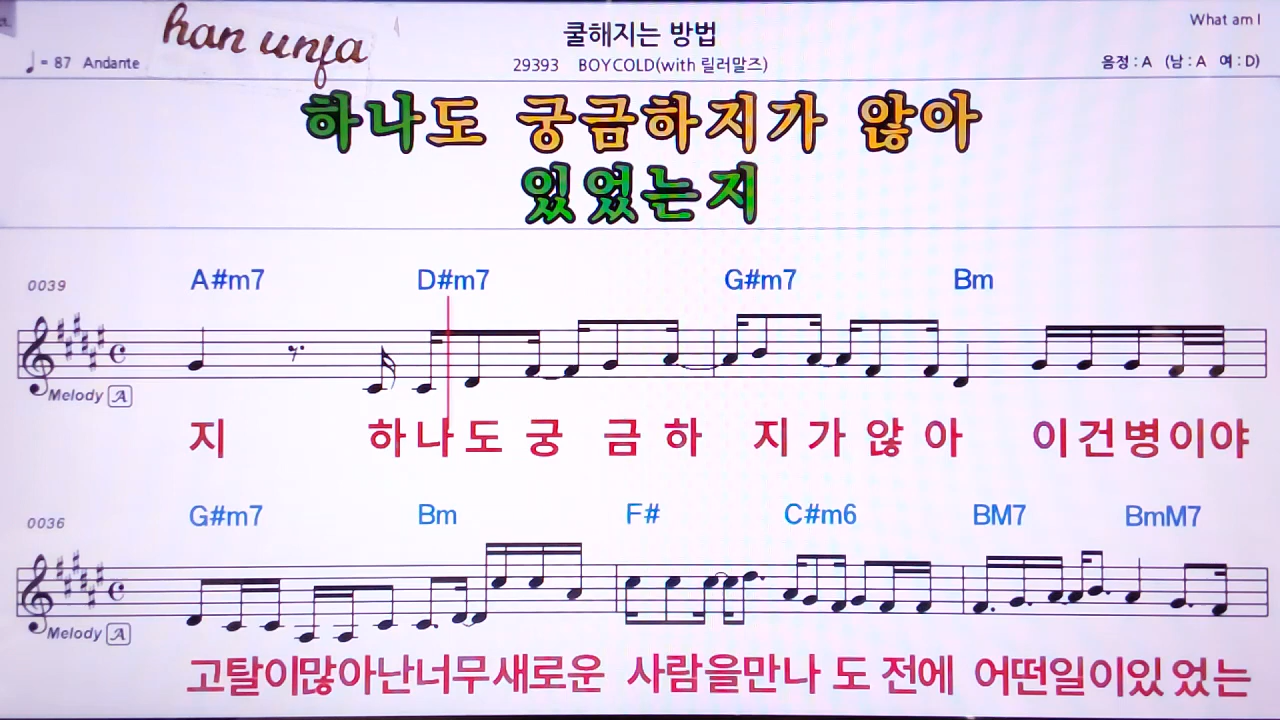 han unfa
쿨해지는 방법
What am I
♩= 87 Andante
29393 BOYCOLD(with 릴러말즈)
음정 : A (남 : A 여 : D)
하나도 궁금하지가 않아
있었는지
0039
A#m7 D#m7 G#m7 Bm
Melody A
지 하나도궁 금 하 지가않아 이건병이야
0036
G#m7 Bm F# C#m6 BM7 BmM7
Melody A
고탈이많아난너무새로운 사람을만나 도 전에 어떤일이있었는